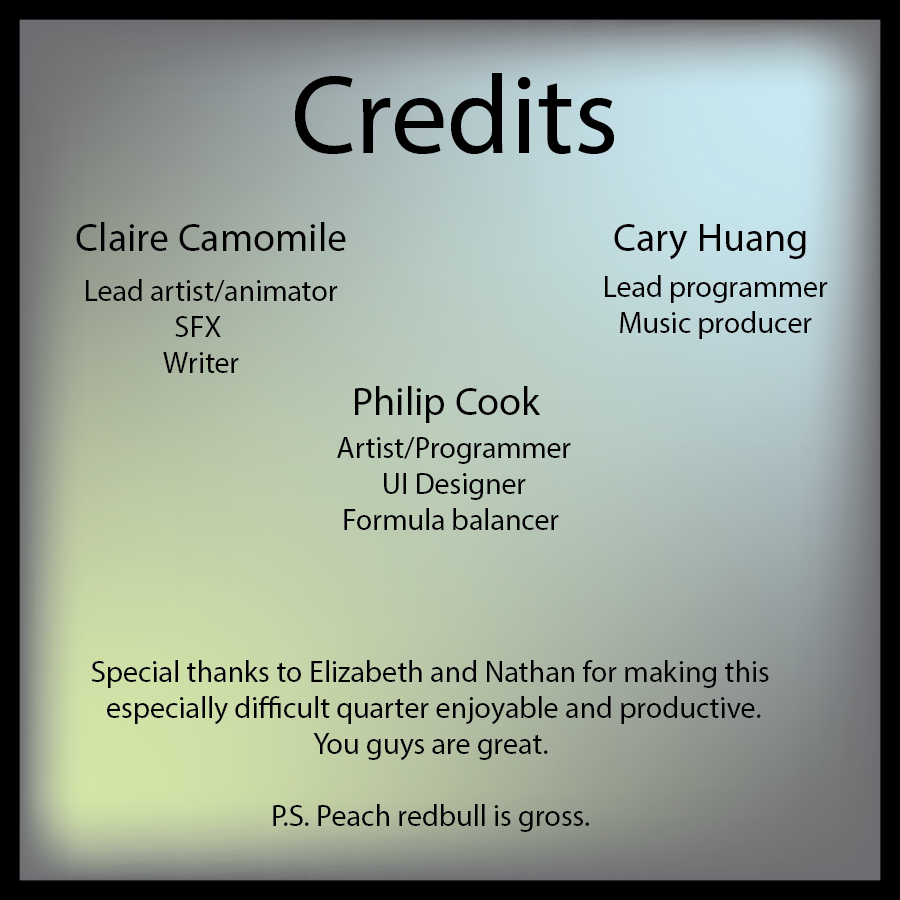 Credits
Claire Camomile
Lead artist/animator
SFX
Writer
Cary Huang
Lead programmer
Music producer
Philip Cook
Artist/Programmer
UI Designer
Formula balancer
Special thanks to Elizabeth and Nathan for making this
especially difficult quarter enjoyable and productive.
You guys are great.
P.S. Peach redbull is gross.